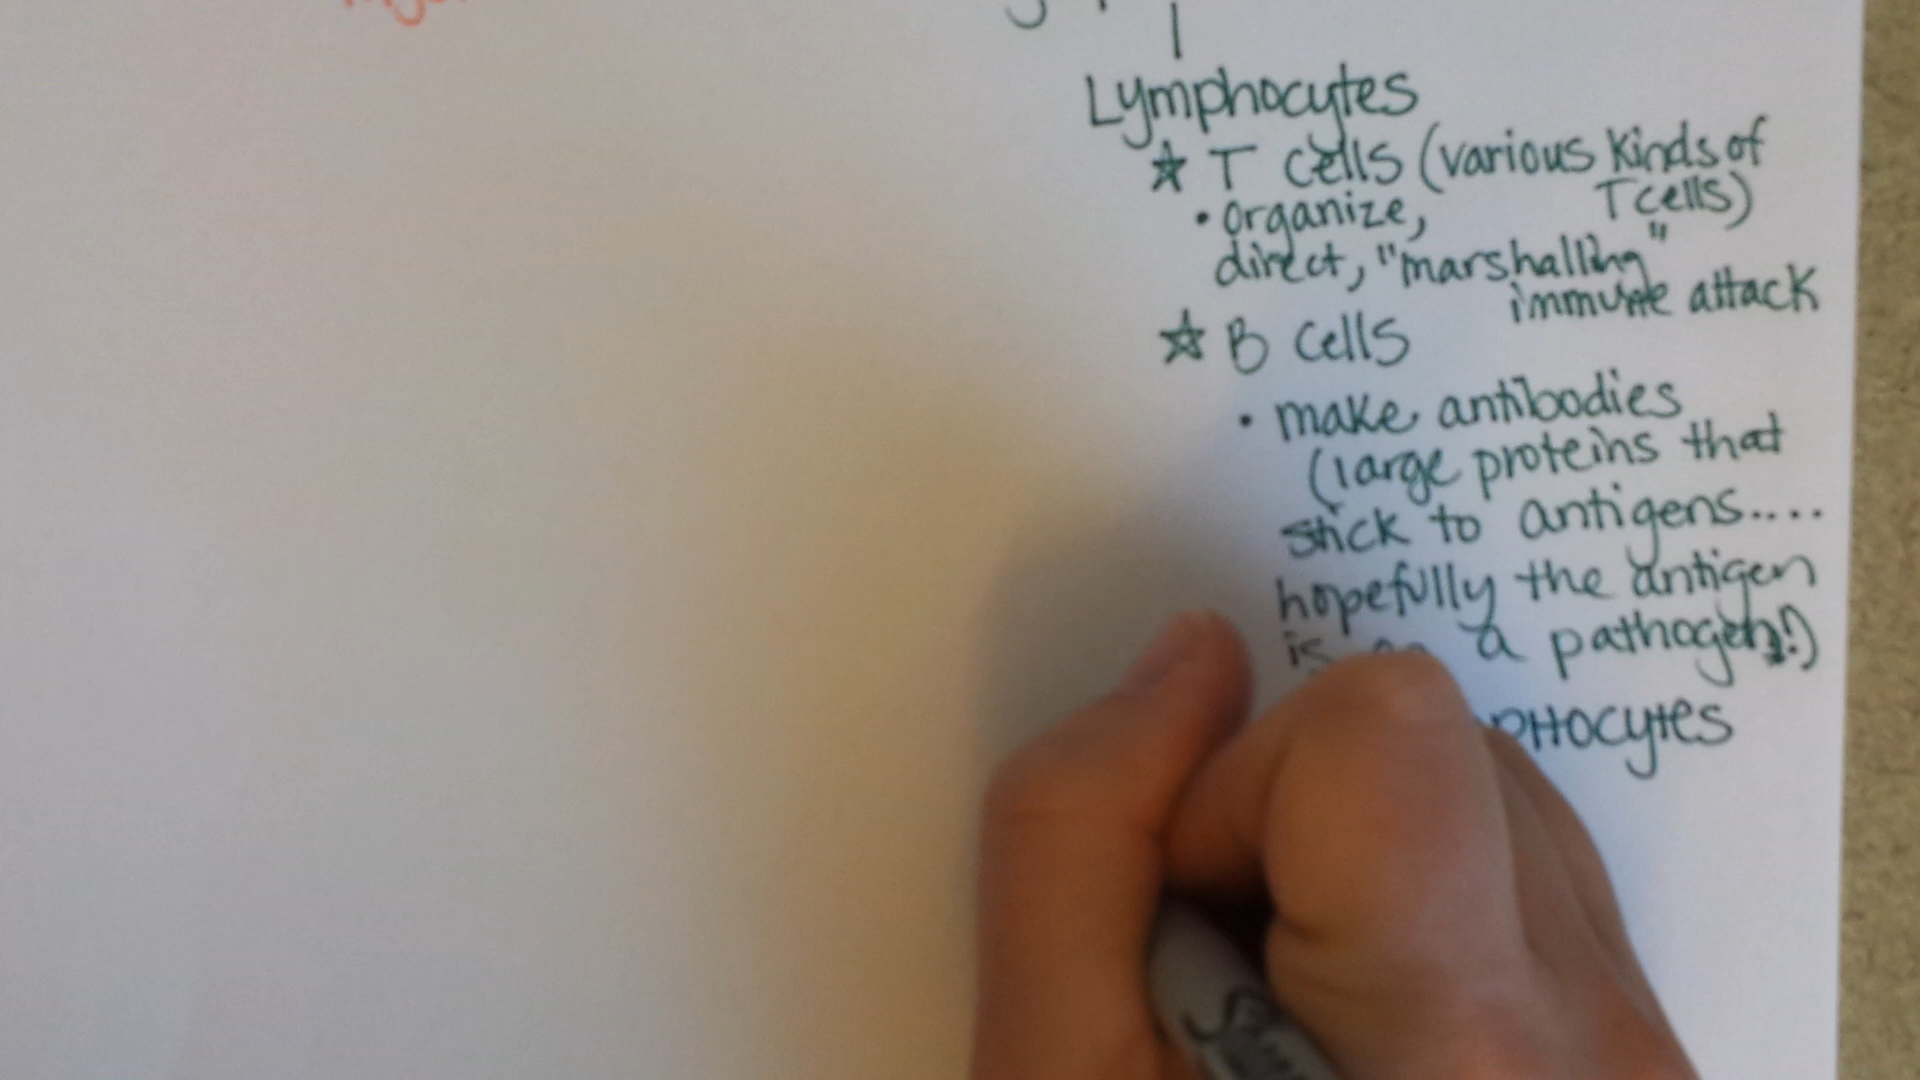 Lymphocytes
☆ T cells (various kinds of
T cells)
• organize,
direct, "marshalling"
immune attack
☆ B cells
• make antibodies
(large proteins that
stick to antigens....
hopefully the antigen
is a pathogen!)